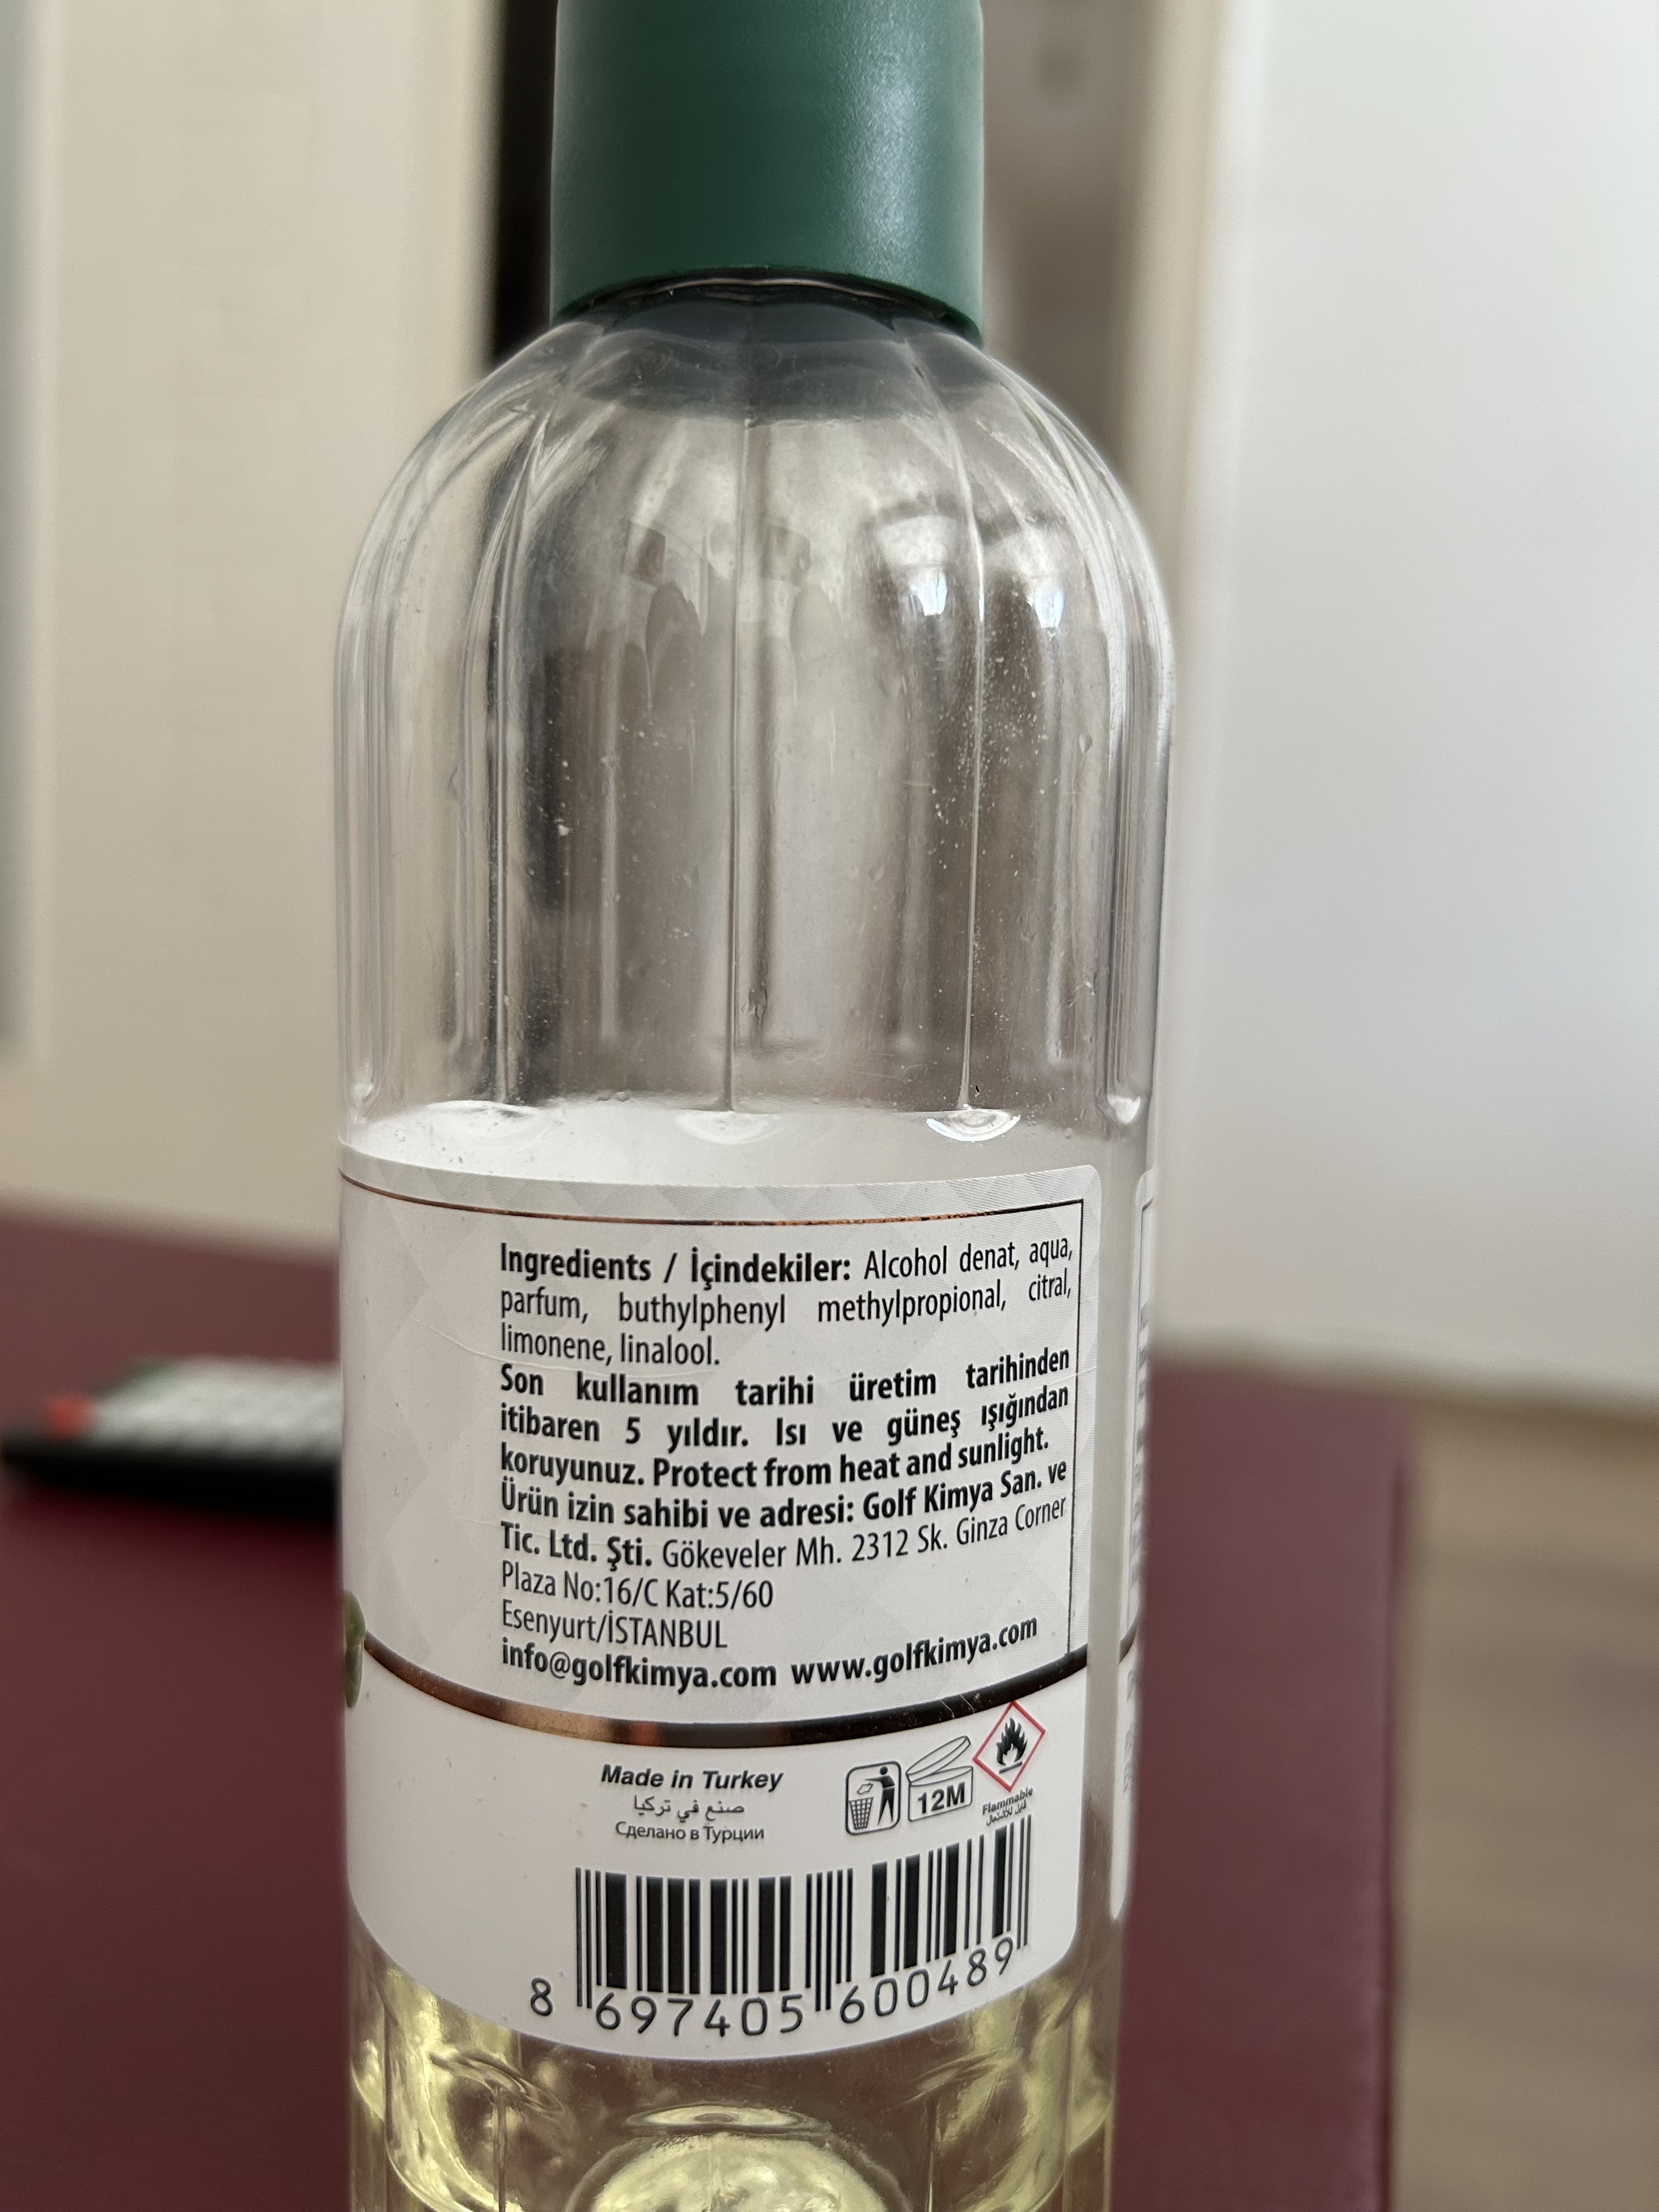 Ingredients / İçindekiler: Alcohol denat, aqua,
parfum, buthylphenyl methylpropional, citral,
limonene, linalool.
Son kullanım tarihi üretim tarihinden
itibaren 5 yıldır. Isı ve güneş ışığından
koruyunuz. Protect from heat and sunlight.
Ürün izin sahibi ve adresi: Golf Kimya San. ve
Tic. Ltd. Şti. Gökeveler Mh. 2312 Sk. Ginza Corner
Plaza No:16/C Kat:5/60
Esenyurt/İSTANBUL
info@golfkimya.com www.golfkimya.com
Made in Turkey
صنع في تركيا
Сделано в Турции
12M
Flammable
قابل للاشتعال
8 697405 600489